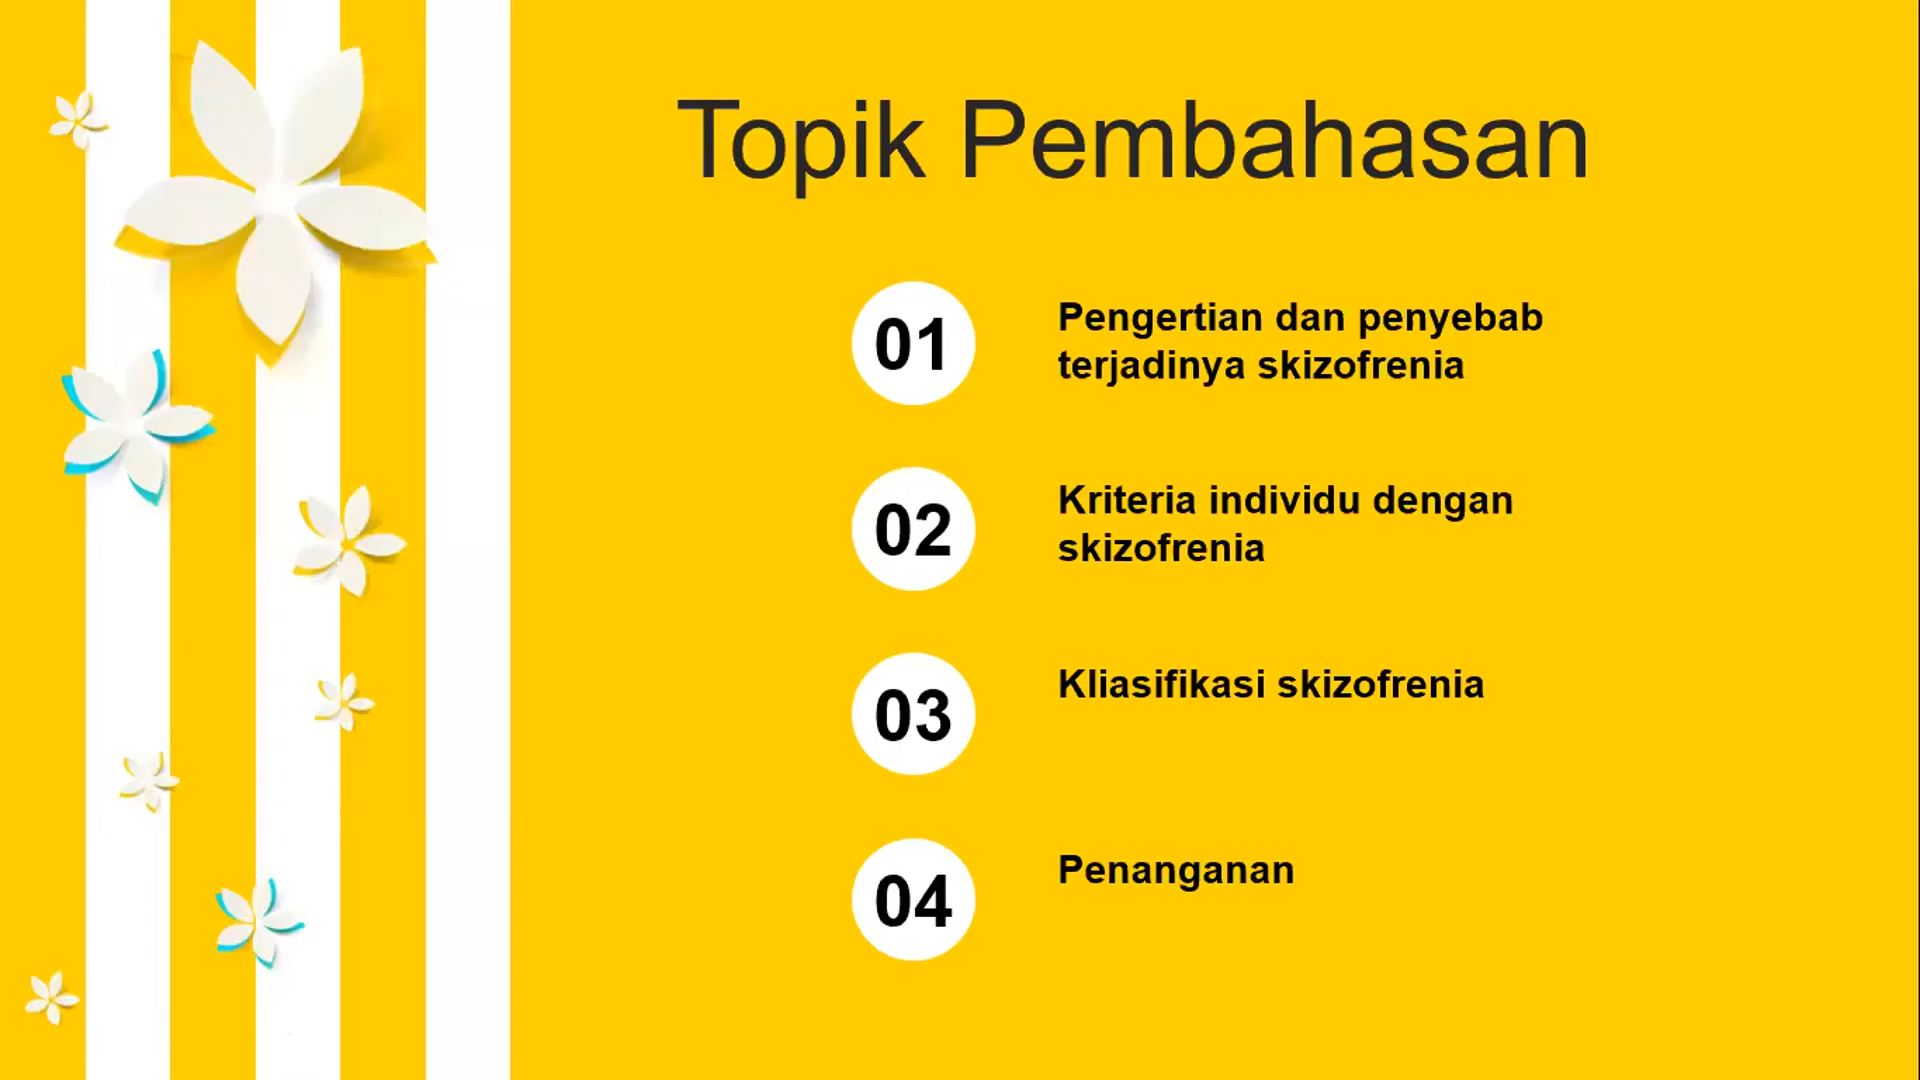 Topik Pembahasan
01
Pengertian dan penyebab
terjadinya skizofrenia
02
Kriteria individu dengan
skizofrenia
03
Kliasifikasi skizofrenia
04
Penanganan